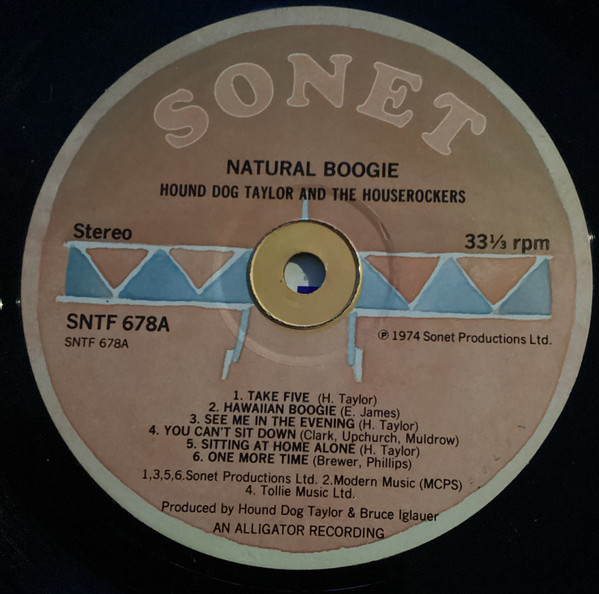 SONET
NATURAL BOOGIE
HOUND DOG TAYLOR AND THE HOUSEROCKERS
Stereo
33⅓ rpm
SNTF 678A
SNTF 678A
℗ 1974 Sonet Productions Ltd.
1. TAKE FIVE (H. Taylor)
2. HAWAIIAN BOOGIE (E. James)
3. SEE ME IN THE EVENING (H. Taylor)
4. YOU CAN'T SIT DOWN (Clark, Upchurch, Muldrow)
5. SITTING AT HOME ALONE (H. Taylor)
6. ONE MORE TIME (Brewer, Phillips)
1,3,5,6.Sonet Productions Ltd. 2.Modern Music (MCPS)
4. Tollie Music Ltd.
Produced by Hound Dog Taylor & Bruce Iglauer
AN ALLIGATOR RECORDING